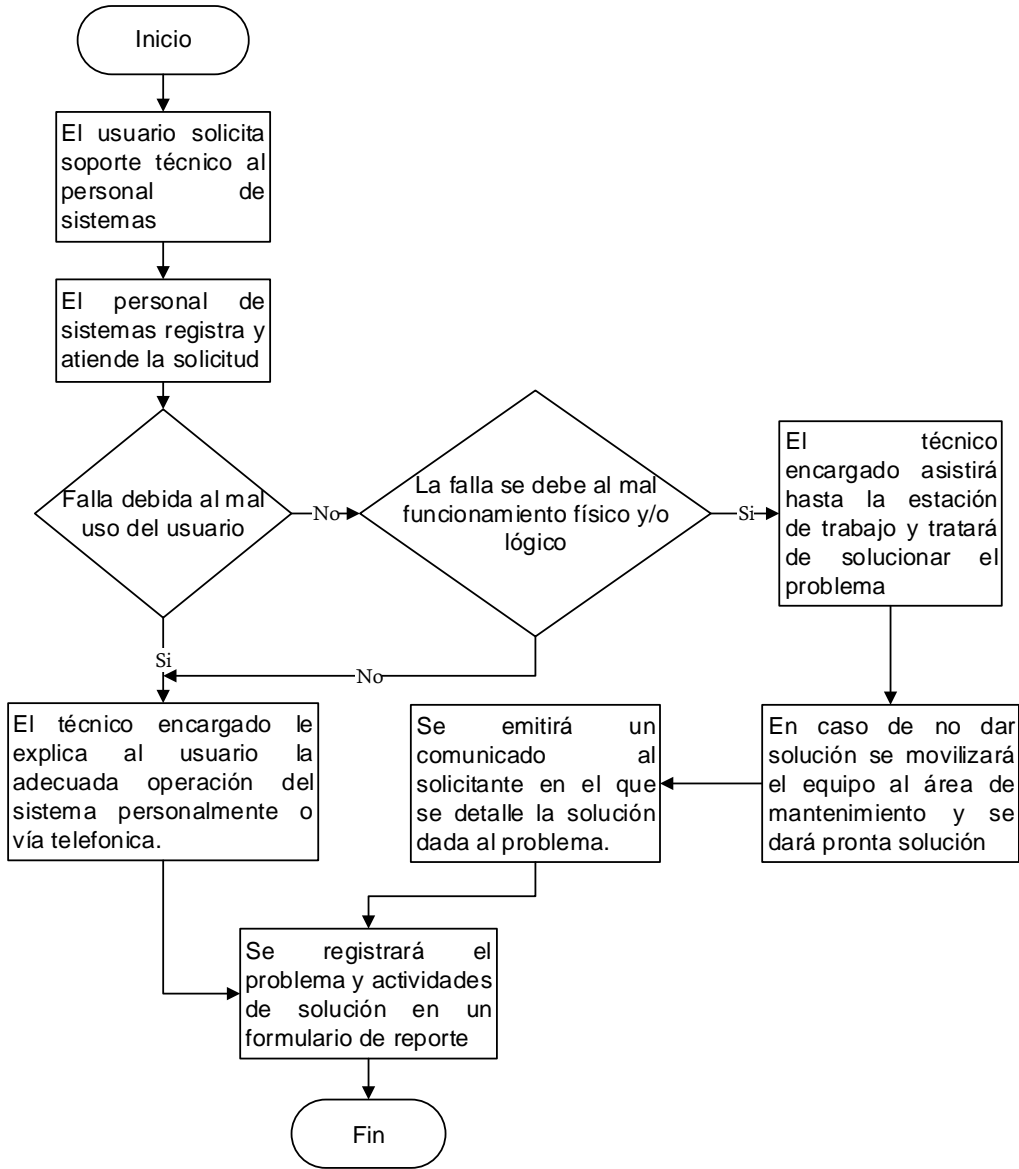 Inicio
El usuario solicita
soporte técnico al
personal de
sistemas
El personal de
sistemas registra y
atiende la solicitud
Falla debida al mal
uso del usuario
No
La falla se debe al mal
funcionamiento físico y/o
lógico
Si
El técnico
encargado asistirá
hasta la estación
de trabajo y tratará
de solucionar el
problema
Si
No
El técnico encargado le
explica al usuario la
adecuada operación del
sistema personalmente o
vía telefonica.
Se emitirá un
comunicado al
solicitante en el que
se detalle la solución
dada al problema.
En caso de no dar
solución se movilizará
el equipo al área de
mantenimiento y se
dará pronta solución
Se registrará el
problema y actividades
de solución en un
formulario de reporte
Fin